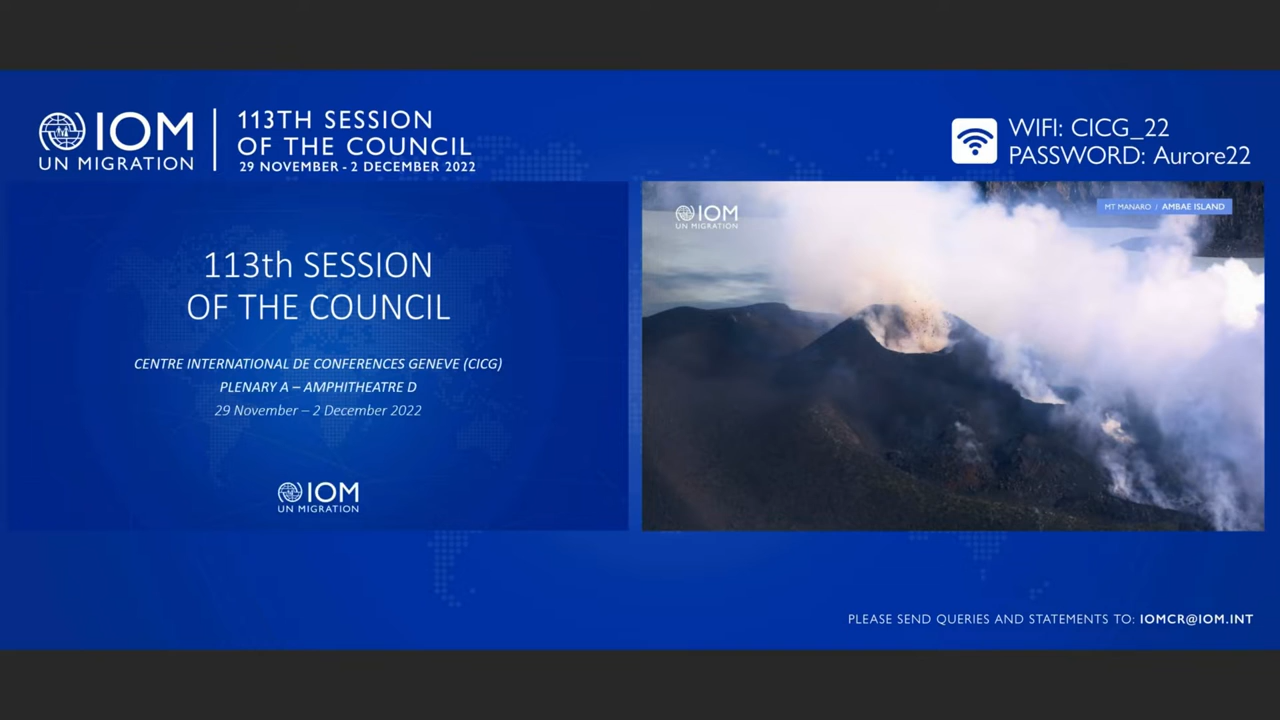 IOM
UN MIGRATION
113TH SESSION
OF THE COUNCIL
29 NOVEMBER - 2 DECEMBER 2022
WIFI: CICG_22
PASSWORD: Aurore22
113th SESSION
OF THE COUNCIL
CENTRE INTERNATIONAL DE CONFERENCES GENEVE (CICG)
PLENARY A – AMPHITHEATRE D
29 November – 2 December 2022
IOM
UN MIGRATION
IOM
UN MIGRATION
MT MANARO / AMBAE ISLAND
PLEASE SEND QUERIES AND STATEMENTS TO: IOMCR@IOM.INT